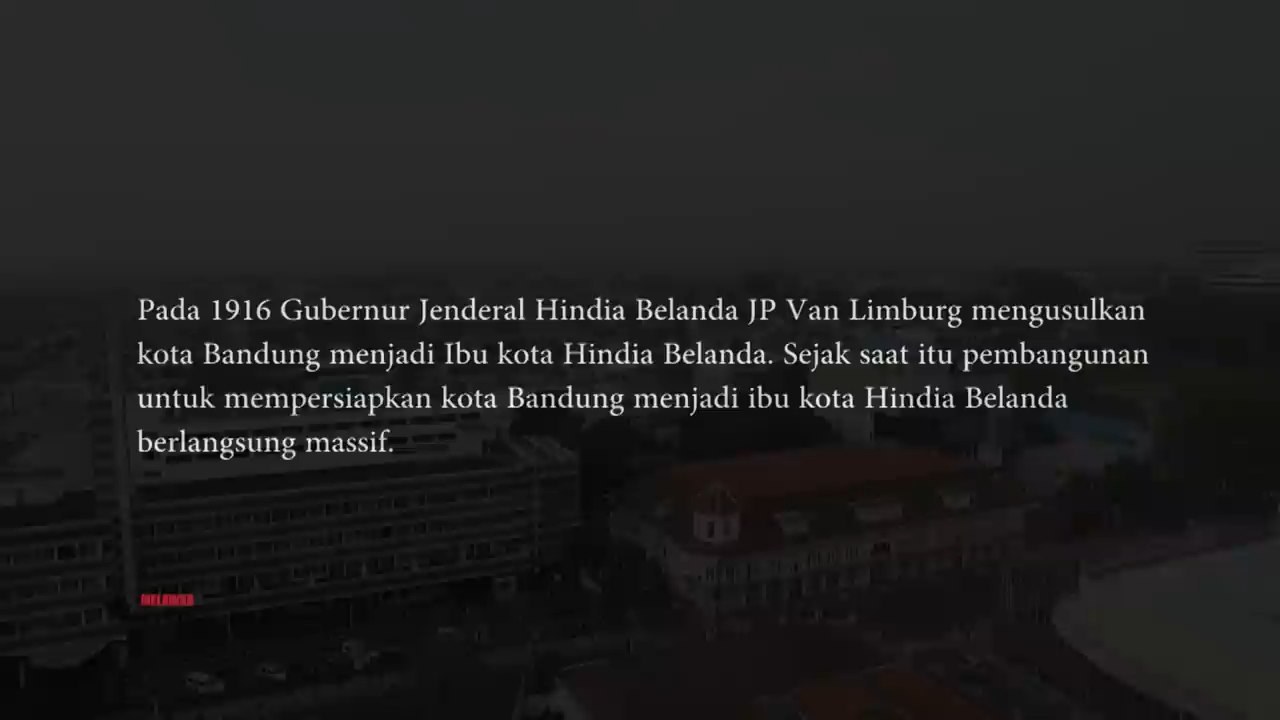 Pada 1916 Gubernur Jenderal Hindia Belanda JP Van Limburg mengusulkan
kota Bandung menjadi Ibu kota Hindia Belanda. Sejak saat itu pembangunan
untuk mempersiapkan kota Bandung menjadi ibu kota Hindia Belanda
berlangsung massif.